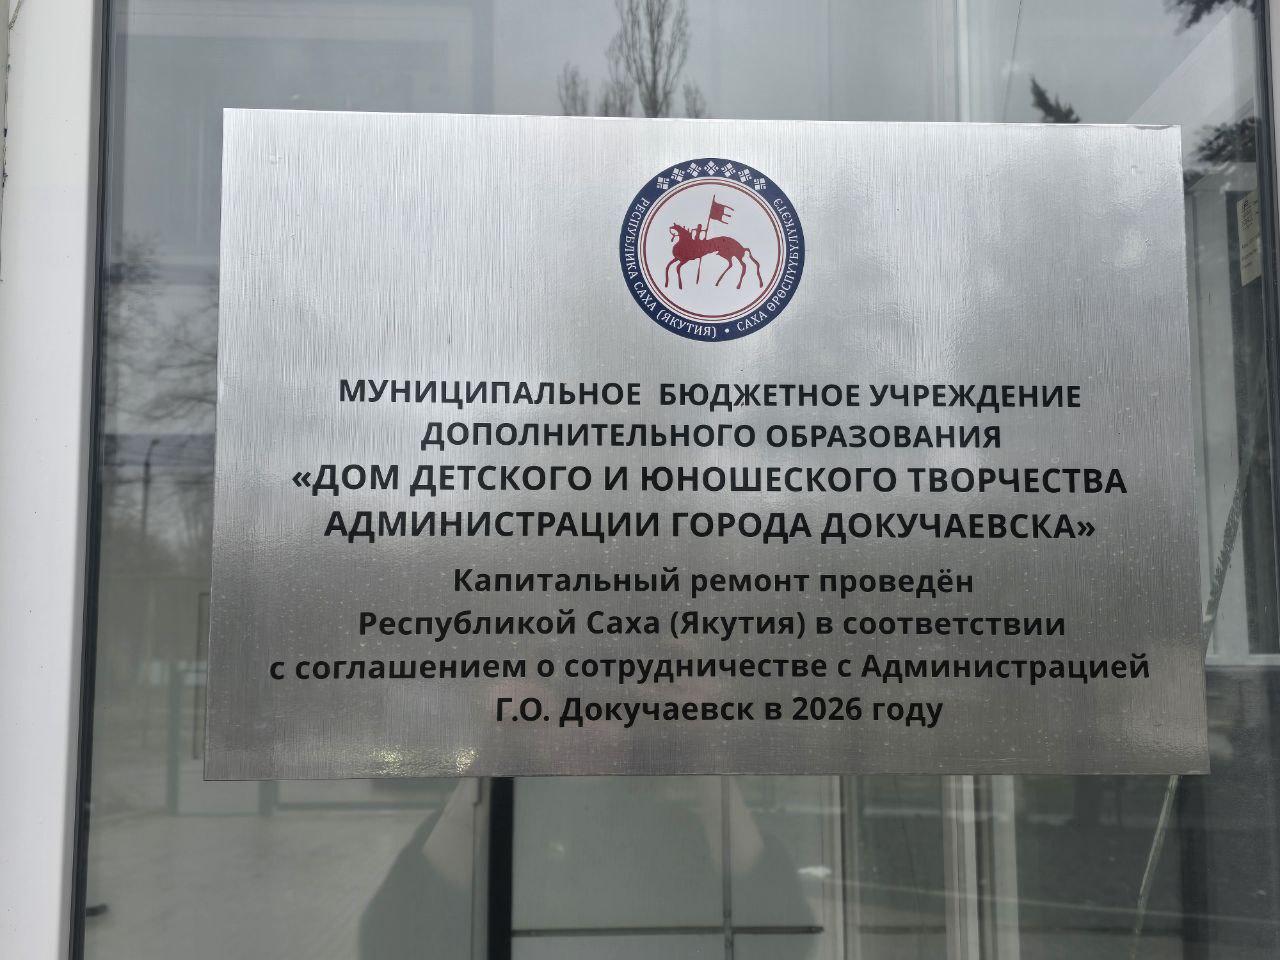 РЕСПУБЛИКА САХА (ЯКУТИЯ) • САХА ӨРӨСПҮҮБҮЛҮКЭТЭ
МУНИЦИПАЛЬНОЕ БЮДЖЕТНОЕ УЧРЕЖДЕНИЕ
ДОПОЛНИТЕЛЬНОГО ОБРАЗОВАНИЯ
«ДОМ ДЕТСКОГО И ЮНОШЕСКОГО ТВОРЧЕСТВА
АДМИНИСТРАЦИИ ГОРОДА ДОКУЧАЕВСКА»
Капитальный ремонт проведён
Республикой Саха (Якутия) в соответствии
с соглашением о сотрудничестве с Администрацией
Г.О. Докучаевск в 2026 году